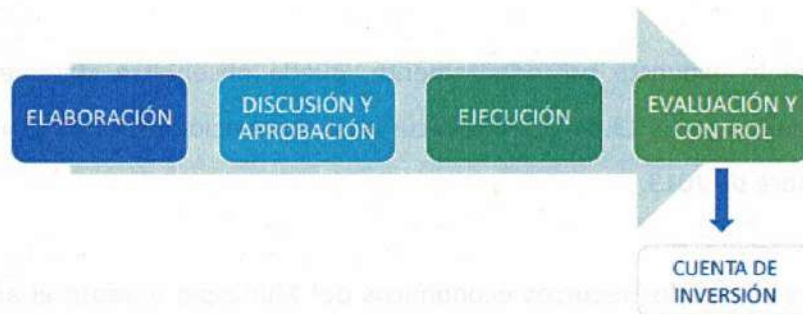 ELABORACIÓN
DISCUSIÓN Y
APROBACIÓN
EJECUCIÓN
EVALUACIÓN Y
CONTROL
CUENTA DE
INVERSIÓN